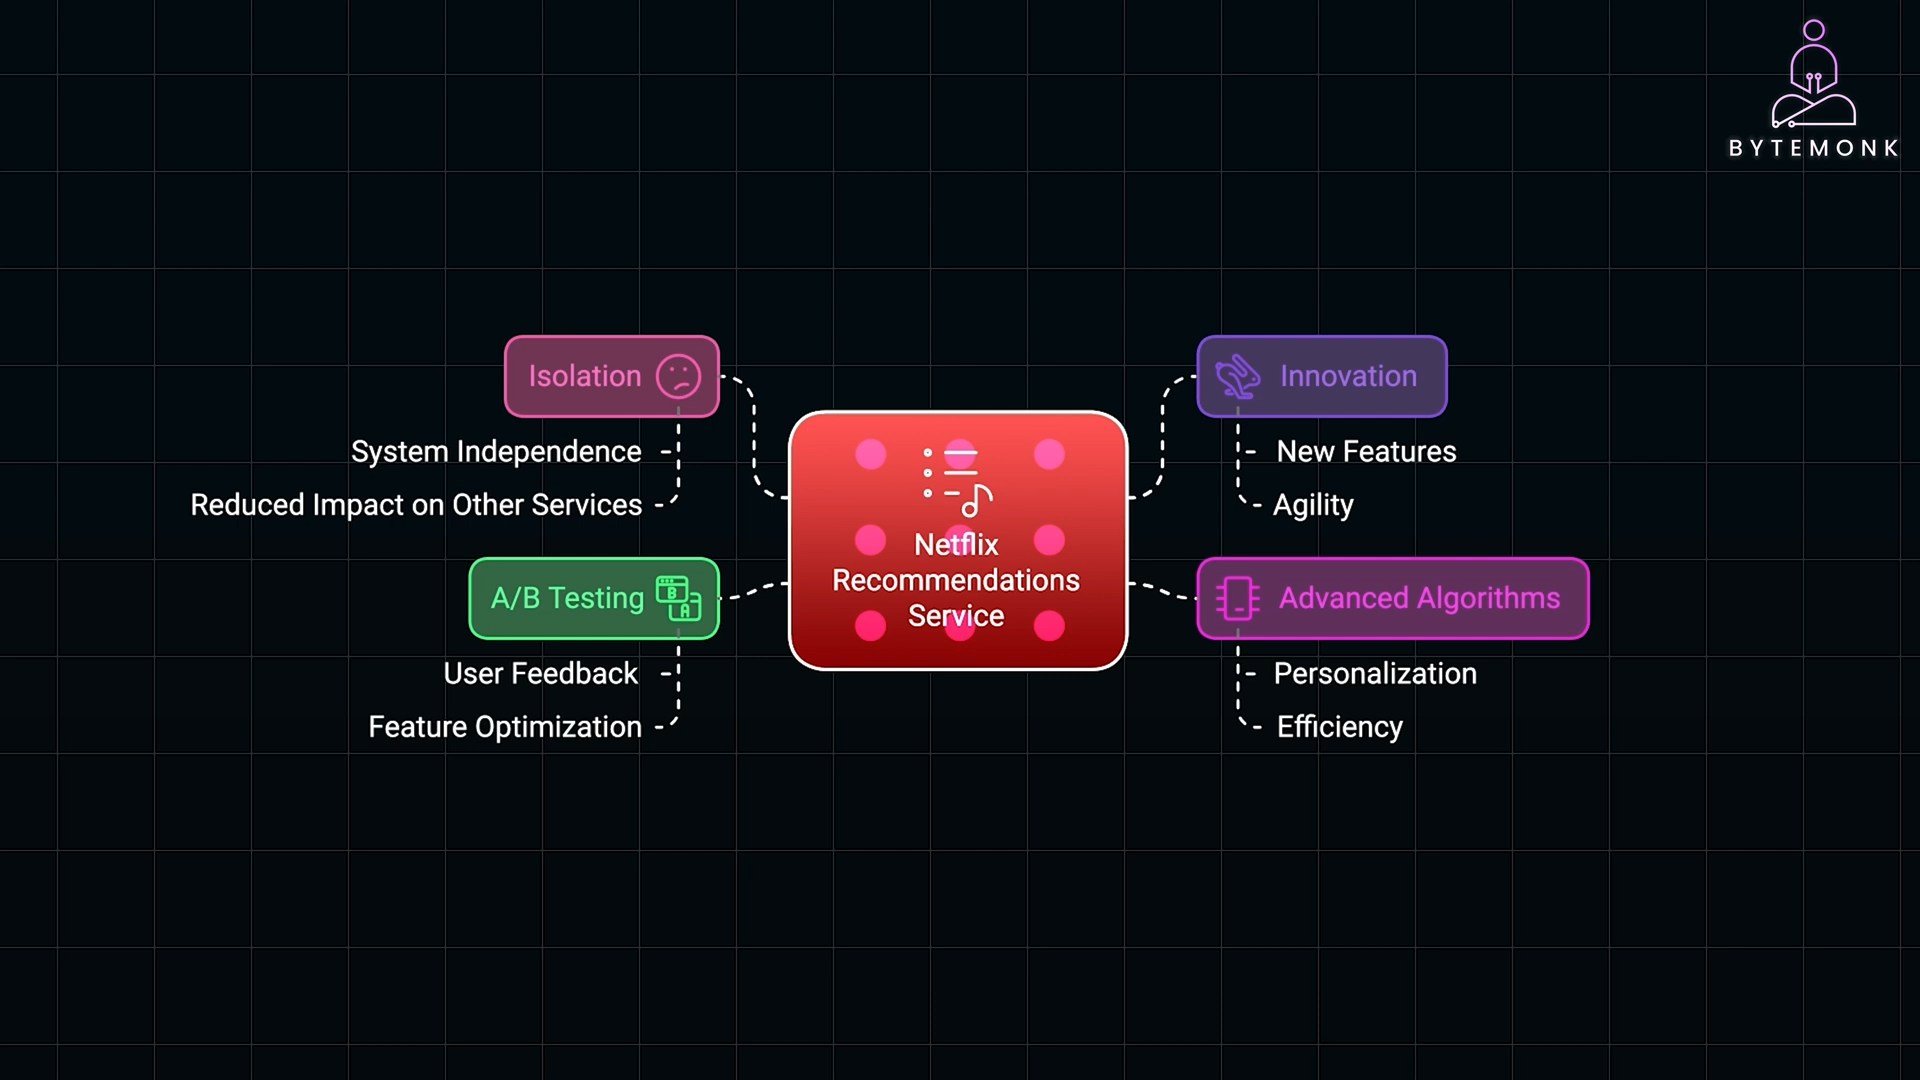 BYTEMONK
Isolation
System Independence
Reduced Impact on Other Services
A/B Testing
B
A
User Feedback
Feature Optimization
Netflix
Recommendations
Service
Innovation
New Features
Agility
Advanced Algorithms
Personalization
Efficiency